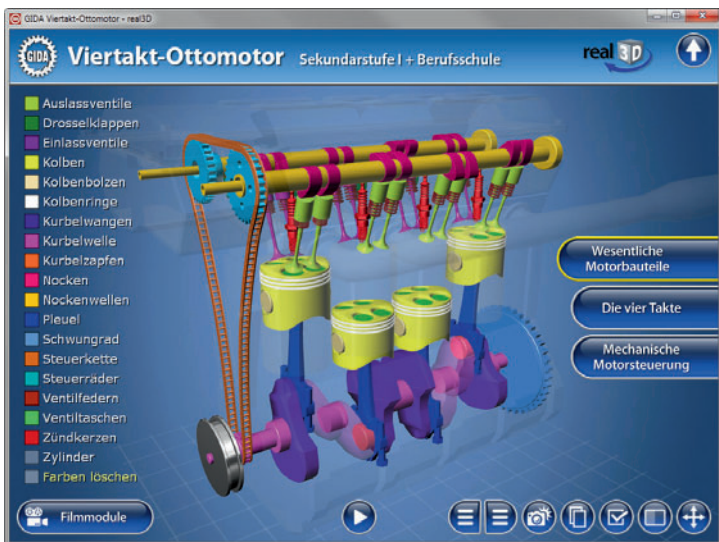 GIDA Viertakt-Ottomotor - real3D
GIDA
Viertakt-Ottomotor Sekundarstufe I + Berufsschule
real 3D
Auslassventile
Drosselklappen
Einlassventile
Kolben
Kolbenbolzen
Kolbenringe
Kurbelwangen
Kurbelwelle
Kurbelzapfen
Nocken
Nockenwellen
Pleuel
Schwungrad
Steuerkette
Steuerräder
Ventilfedern
Ventiltaschen
Zündkerzen
Zylinder
Farben löschen
Wesentliche
Motorbauteile
Die vier Takte
Mechanische
Motorsteuerung
Filmmodule